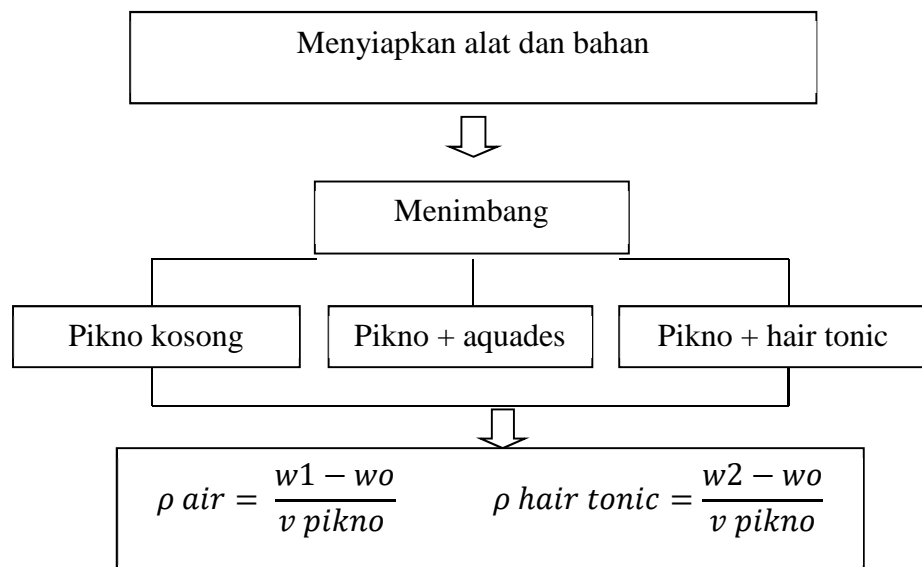 Menyiapkan alat dan bahan
Menimbang
Pikno kosong
Pikno + aquades
Pikno + hair tonic
ρ air = (w1 − wo) / (v pikno)
ρ hair tonic = (w2 − wo) / (v pikno)